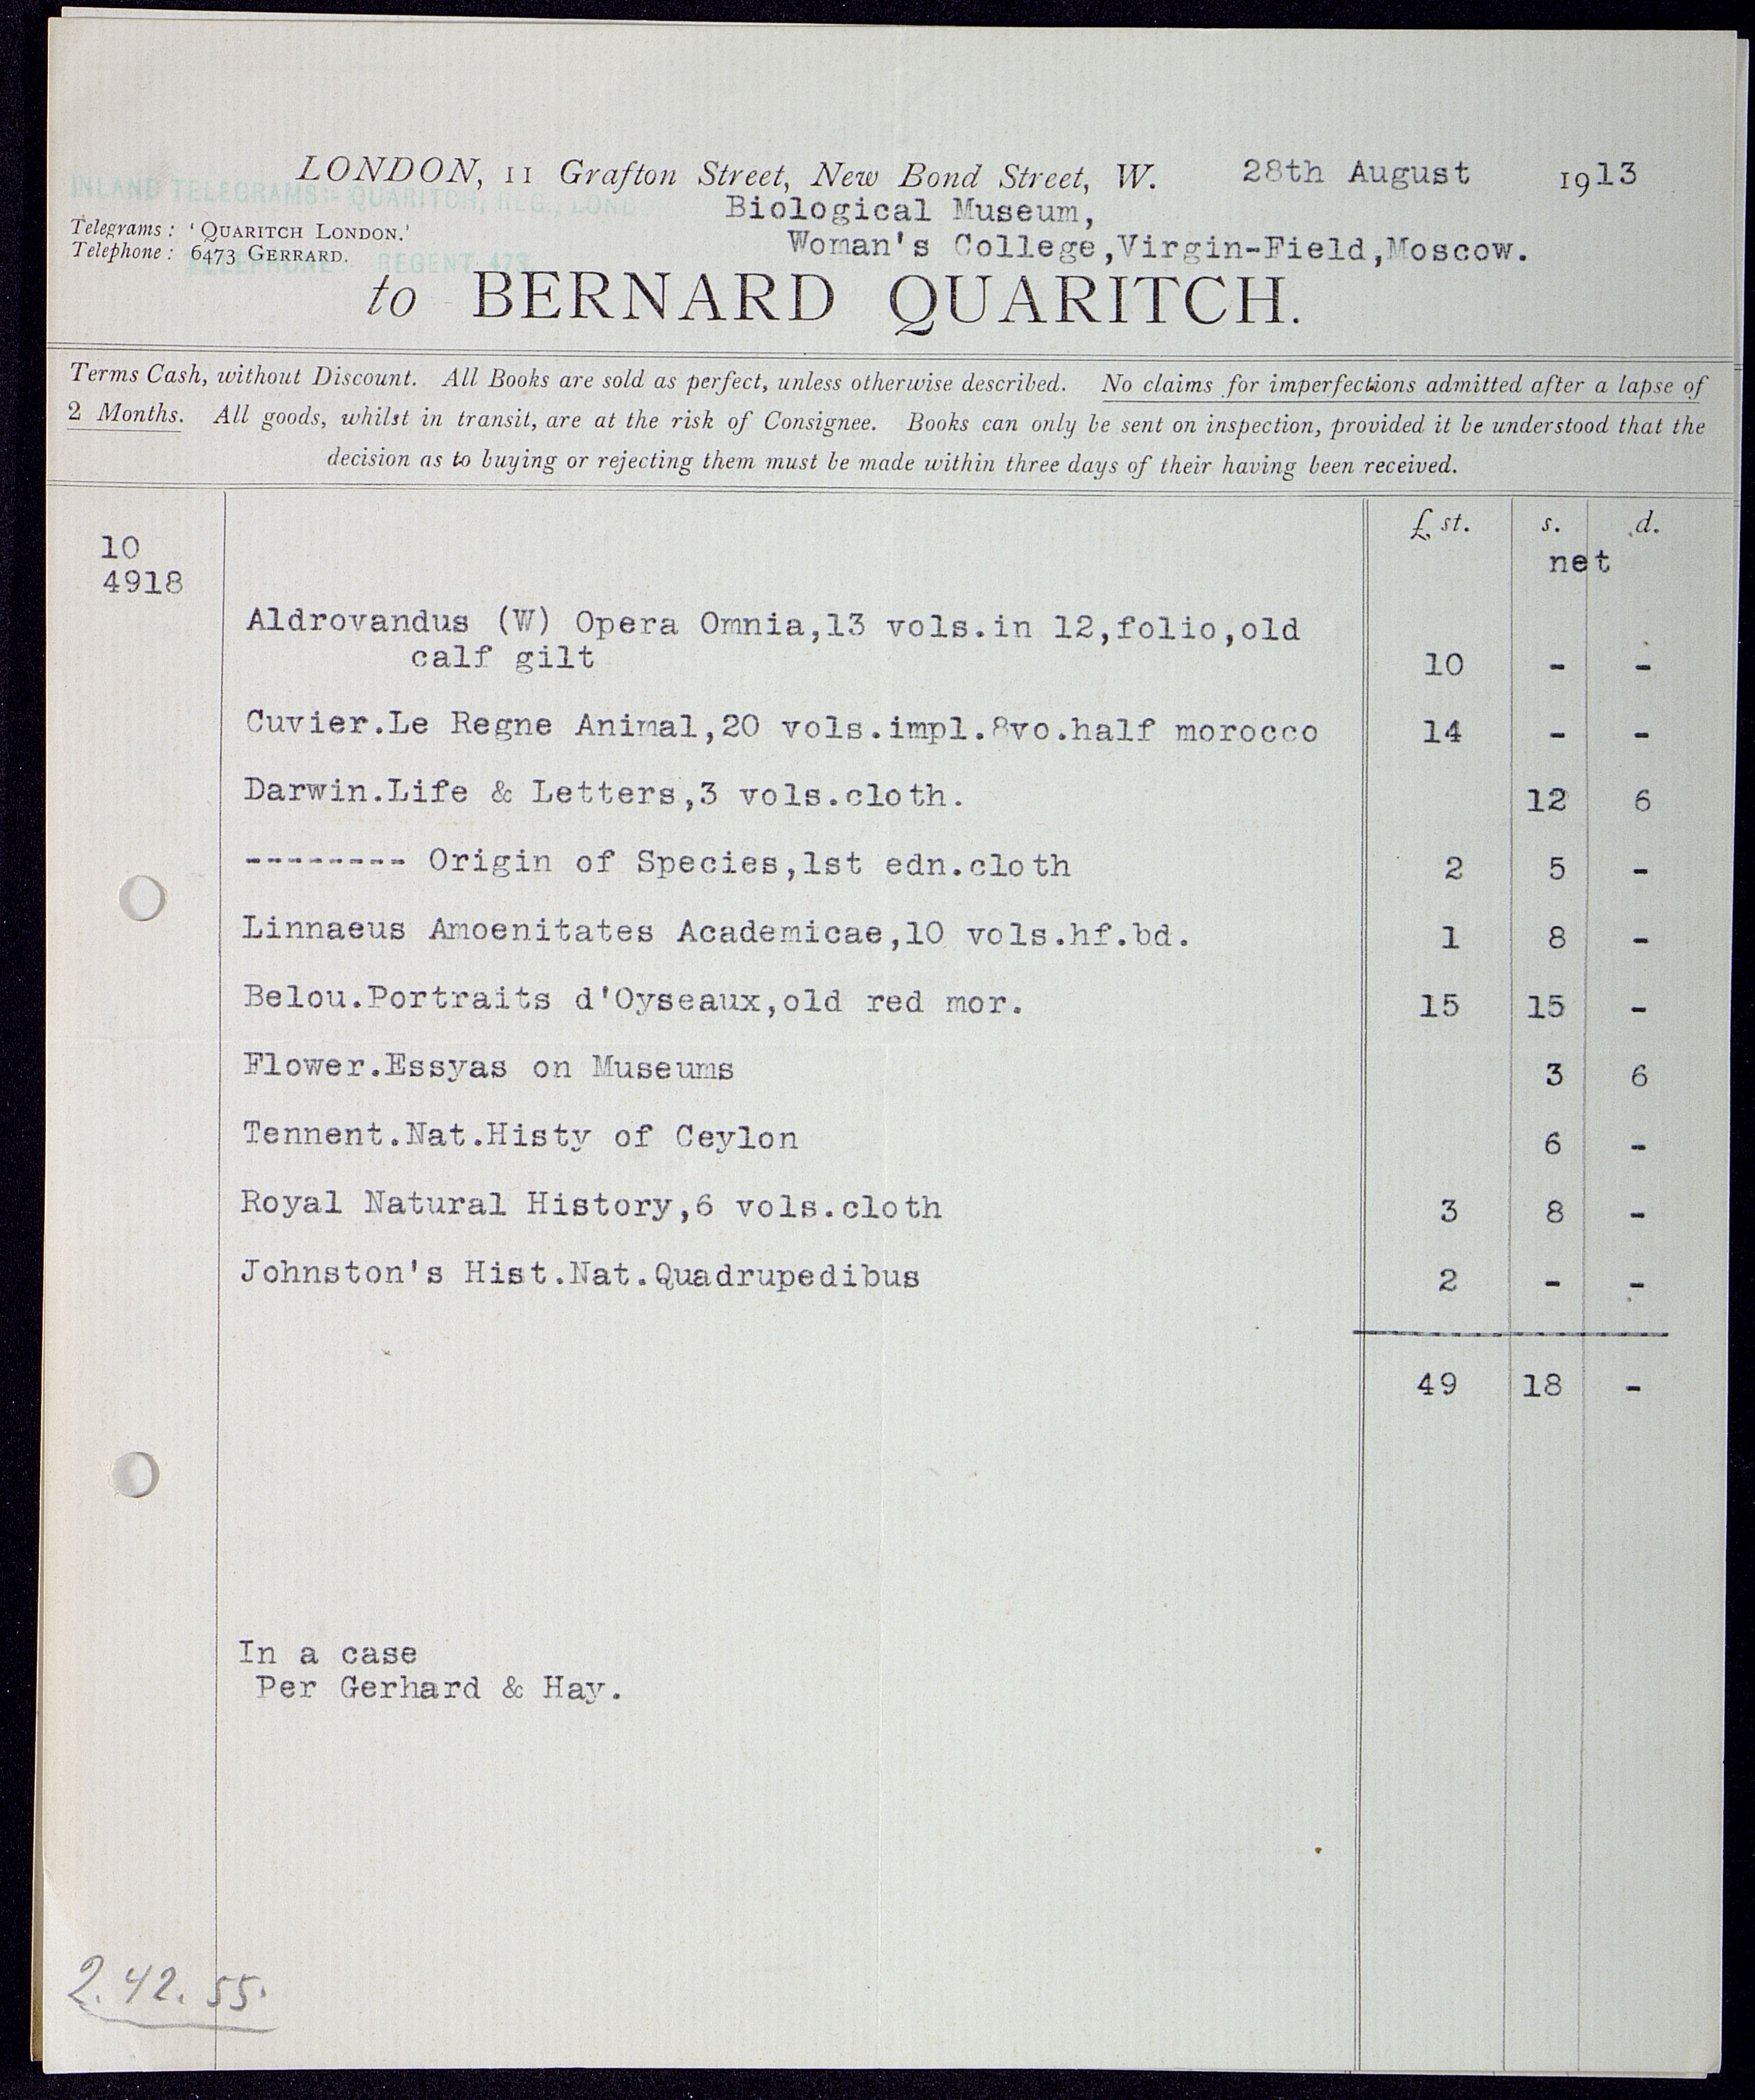 LONDON, 11 Grafton Street, New Bond Street, W. 28th August 1913
INLAND TELEGRAMS:- QUARITCH, REG., LONDON
Biological Museum,
Telegrams: 'QUARITCH LONDON.'
Woman's College,Virgin-Field,Moscow.
Telephone: 6473 GERRARD.
TELEPHONE REGENT 473
to BERNARD QUARITCH.
Terms Cash, without Discount. All Books are sold as perfect, unless otherwise described. No claims for imperfections admitted after a lapse of
2 Months. All goods, whilst in transit, are at the risk of Consignee. Books can only be sent on inspection, provided it be understood that the
decision as to buying or rejecting them must be made within three days of their having been received.
£ st. s. d.
10 net
4918
Aldrovandus (W) Opera Omnia,13 vols.in 12,folio,old
calf gilt 10 - -
Cuvier.Le Regne Animal,20 vols.impl.8vo.half morocco 14 - -
Darwin.Life & Letters,3 vols.cloth. 12 6
-------- Origin of Species,1st edn.cloth 2 5 -
Linnaeus Amoenitates Academicae,10 vols.hf.bd. 1 8 -
Belou.Portraits d'Oyseaux,old red mor. 15 15 -
Flower.Essyas on Museums 3 6
Tennent.Nat.Histy of Ceylon 6 -
Royal Natural History,6 vols.cloth 3 8 -
Johnston's Hist.Nat.Quadrupedibus 2 - -
49 18 -
In a case
Per Gerhard & Hay.
2.42.55.